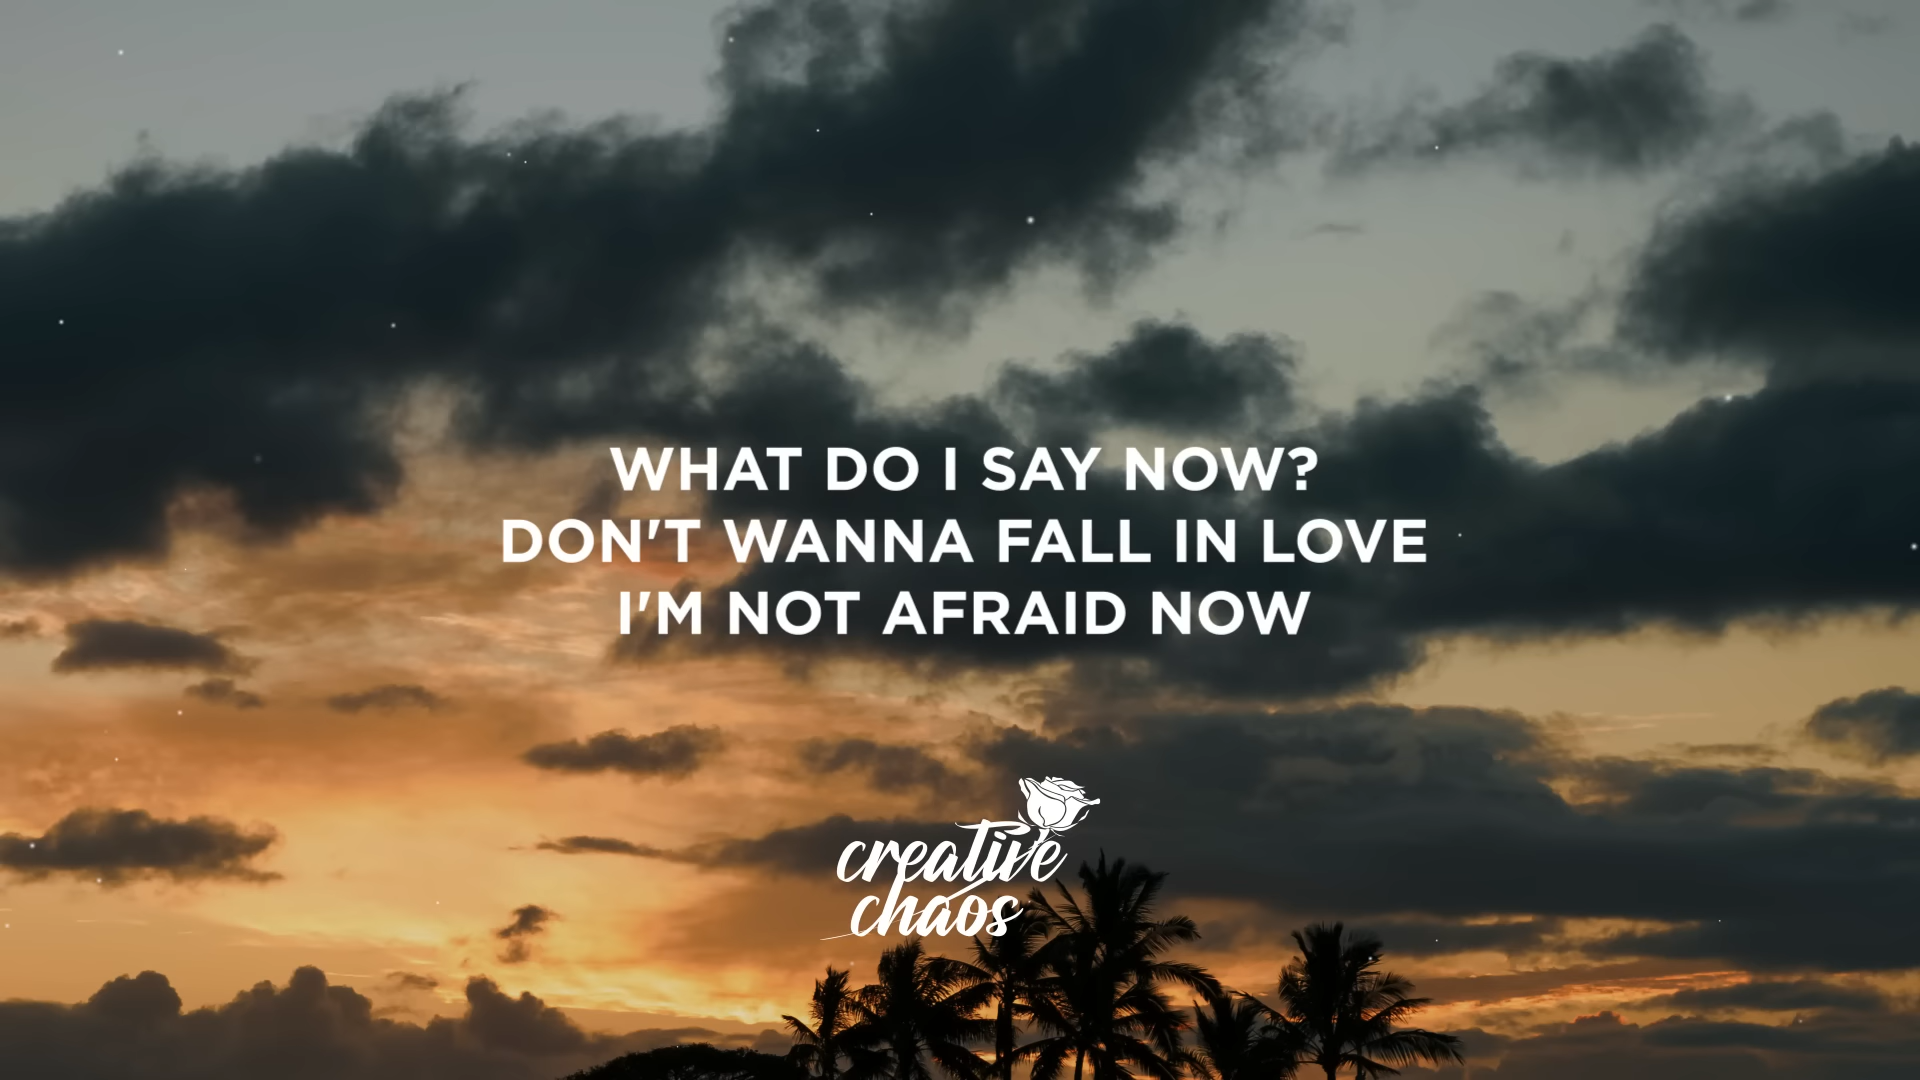 WHAT DO I SAY NOW?
DON'T WANNA FALL IN LOVE
I'M NOT AFRAID NOW
creative
chaos